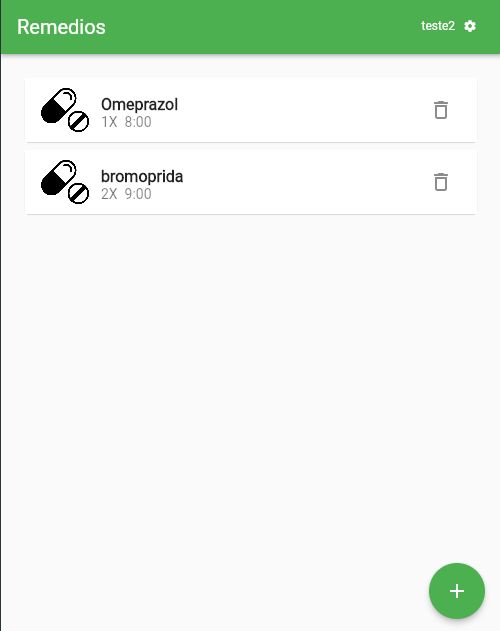 Remedios
teste2
Omeprazol
1X 8:00
bromoprida
2X 9:00